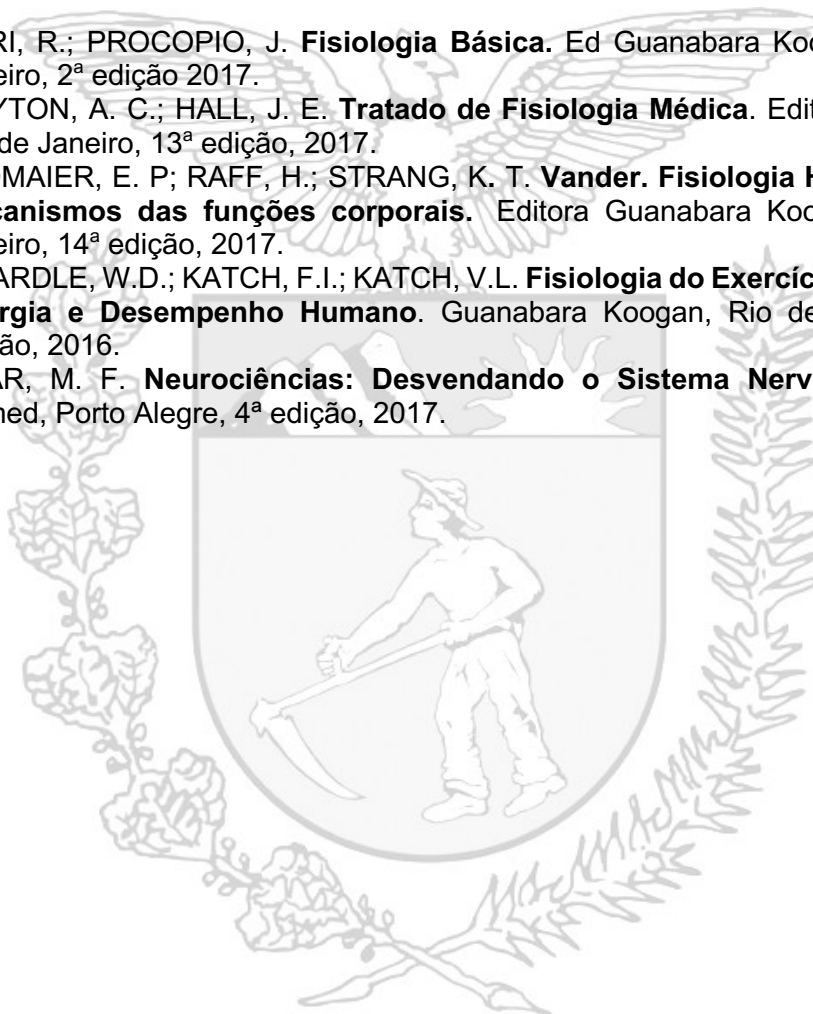 RI, R.; PROCOPIO, J. Fisiologia Básica. Ed Guanabara Koo
eiro, 2ª edição 2017.
YTON, A. C.; HALL, J. E. Tratado de Fisiologia Médica. Edit
de Janeiro, 13ª edição, 2017.
DMAIER, E. P; RAFF, H.; STRANG, K. T. Vander. Fisiologia H
canismos das funções corporais. Editora Guanabara Koo
eiro, 14ª edição, 2017.
ARDLE, W.D.; KATCH, F.I.; KATCH, V.L. Fisiologia do Exercíc
rgia e Desempenho Humano. Guanabara Koogan, Rio de
ão, 2016.
AR, M. F. Neurociências: Desvendando o Sistema Nerv
ned, Porto Alegre, 4ª edição, 2017.